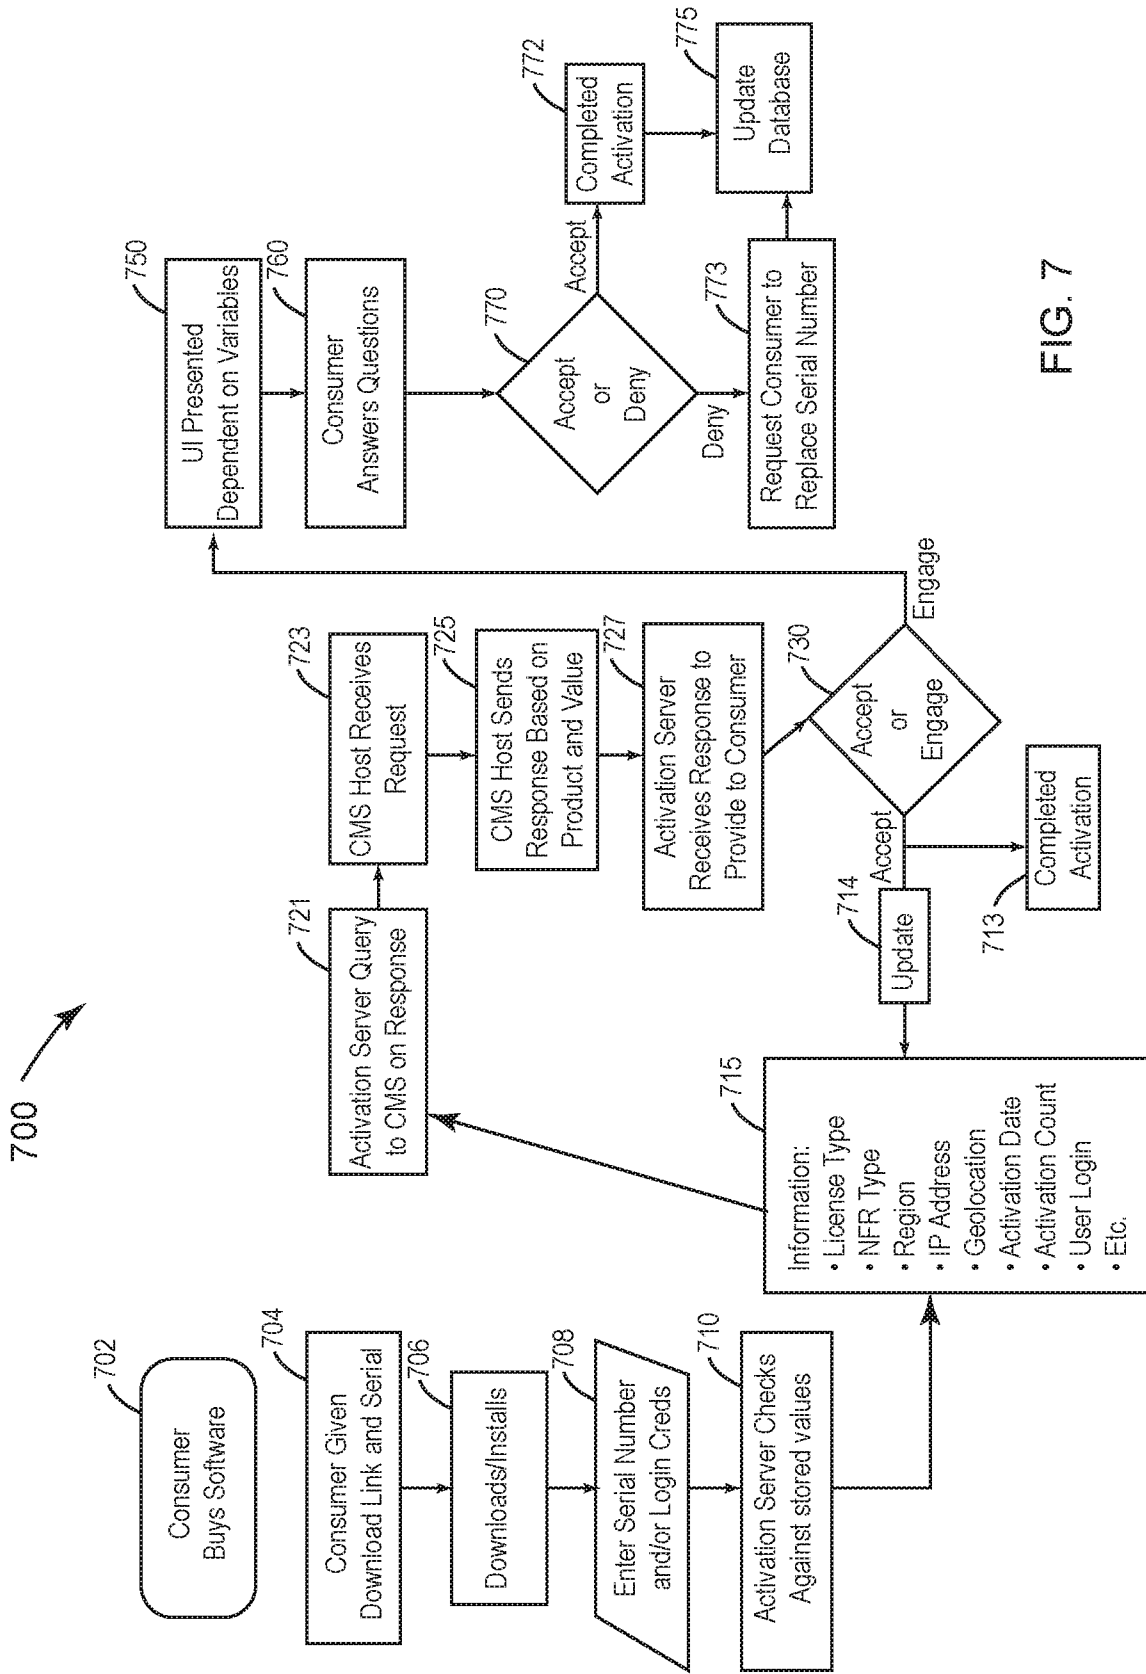 700
702
Consumer
Buys Software
704
Consumer Given
Download Link and Serial
706
Downloads/Installs
708
Enter Serial Number
and/or Login Creds
710
Activation Server Checks
Against stored values
715
Information:
• License Type
• NFR Type
• Region
• IP Address
• Geolocation
• Activation Date
• Activation Count
• User Login
• Etc.
721
Activation Server Query
to CMS on Response
723
CMS Host Receives
Request
725
CMS Host Sends
Response Based on
Product and Value
727
Activation Server
Receives Response to
Provide to Consumer
730
Accept
or
Engage
Accept
Engage
714
Update
713
Completed
Activation
750
UI Presented
Dependent on Variables
760
Consumer
Answers Questions
770
Accept
or
Deny
Accept
Deny
772
Completed
Activation
773
Request Consumer to
Replace Serial Number
775
Update
Database
FIG. 7